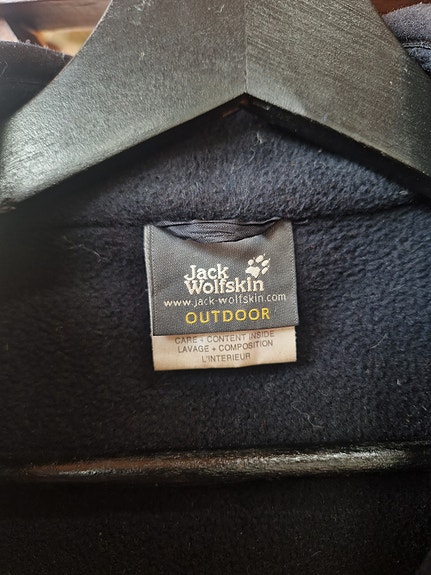 Jack
Wolfskin
www.jack-wolfskin.com
OUTDOOR
CARE + CONTENT INSIDE
LAVAGE + COMPOSITION
L'INTERIEUR